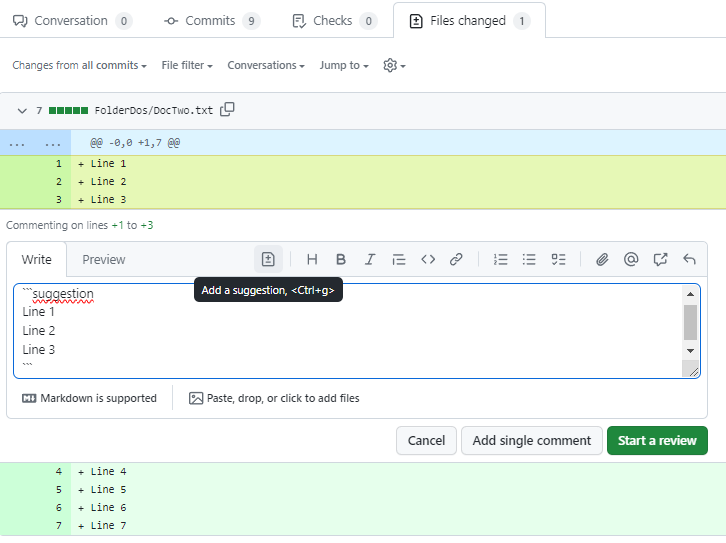 Conversation 0 Commits 9 Checks 0 Files changed 1
Changes from all commits File filter Conversations Jump to
7 FolderDos/DocTwo.txt
... ... @@ -0,0 +1,7 @@
1 + Line 1
2 + Line 2
3 + Line 3
Commenting on lines +1 to +3
Write Preview H B I
Add a suggestion, <Ctrl+g>
```suggestion
Line 1
Line 2
Line 3
```
Markdown is supported Paste, drop, or click to add files
Cancel Add single comment Start a review
4 + Line 4
5 + Line 5
6 + Line 6
7 + Line 7